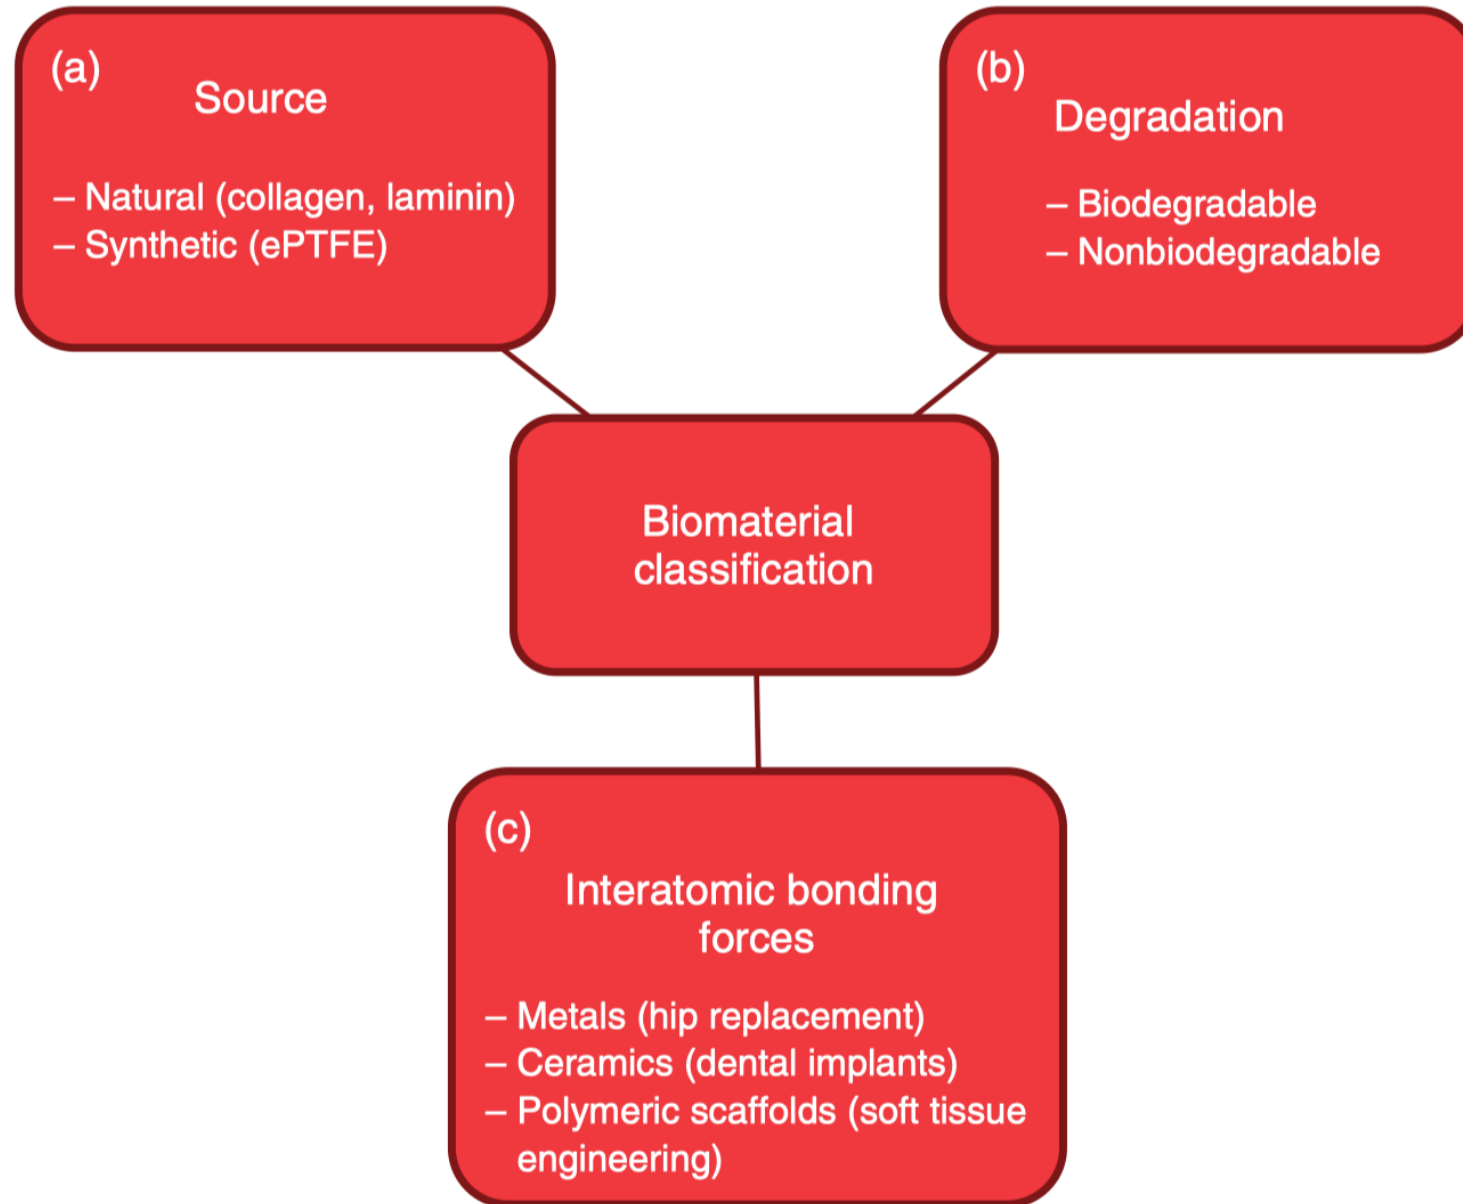 (a)
Source
– Natural (collagen, laminin)
– Synthetic (ePTFE)
(b)
Degradation
– Biodegradable
– Nonbiodegradable
Biomaterial
classification
(c)
Interatomic bonding
forces
– Metals (hip replacement)
– Ceramics (dental implants)
– Polymeric scaffolds (soft tissue
engineering)